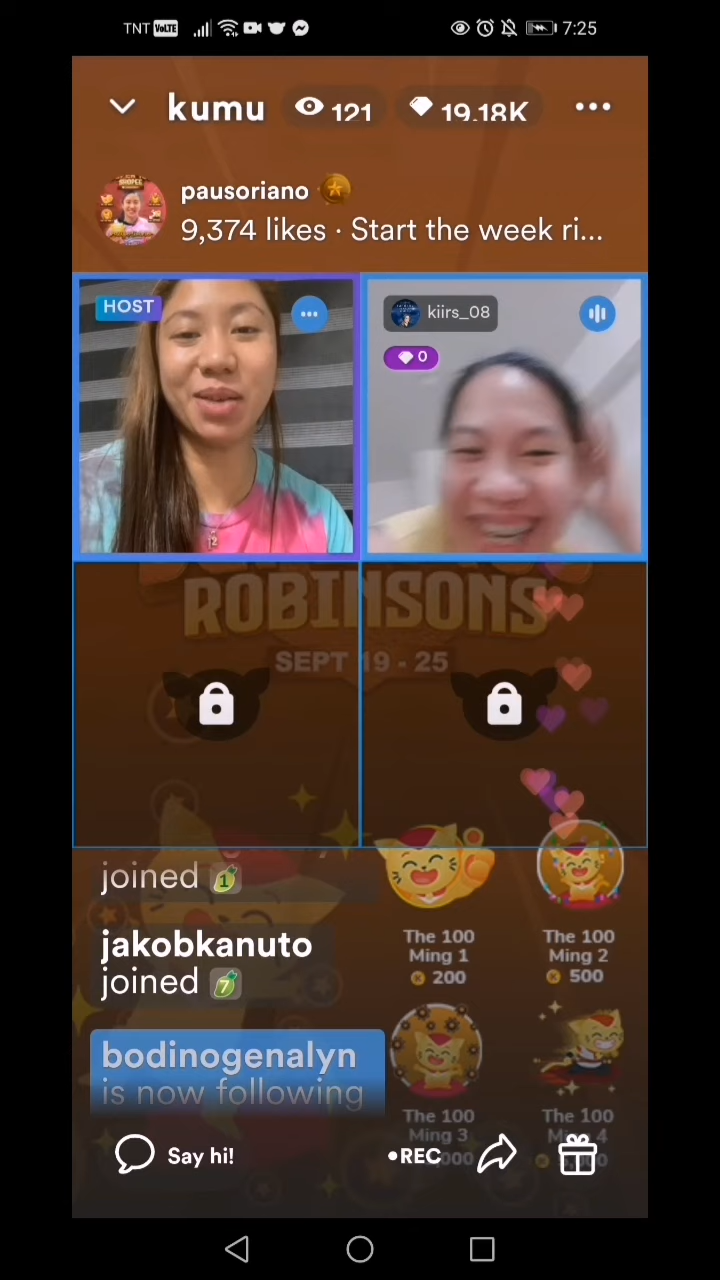 TNT VoLTE 7:25
kumu 121 19.18K
pausoriano
9,374 likes · Start the week ri...
HOST
kiirs_08
0
ROBINSONS
SEPT 19 - 25
joined 1
jakobkanuto
joined 7
bodinogenalyn
is now following
The 100
Ming 1
200
The 100
Ming 2
500
The 100
Ming 3
The 100
Say hi!
•REC